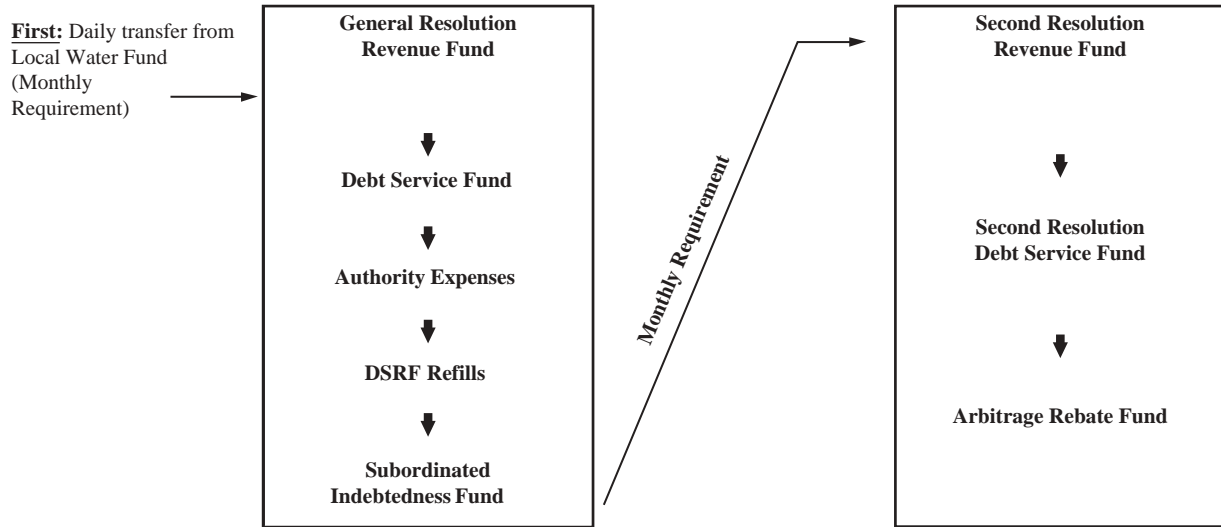 First: Daily transfer from
Local Water Fund
(Monthly
Requirement)
General Resolution
Revenue Fund
Debt Service Fund
Authority Expenses
DSRF Refills
Subordinated
Indebtedness Fund
Monthly Requirement
Second Resolution
Revenue Fund
Second Resolution
Debt Service Fund
Arbitrage Rebate Fund